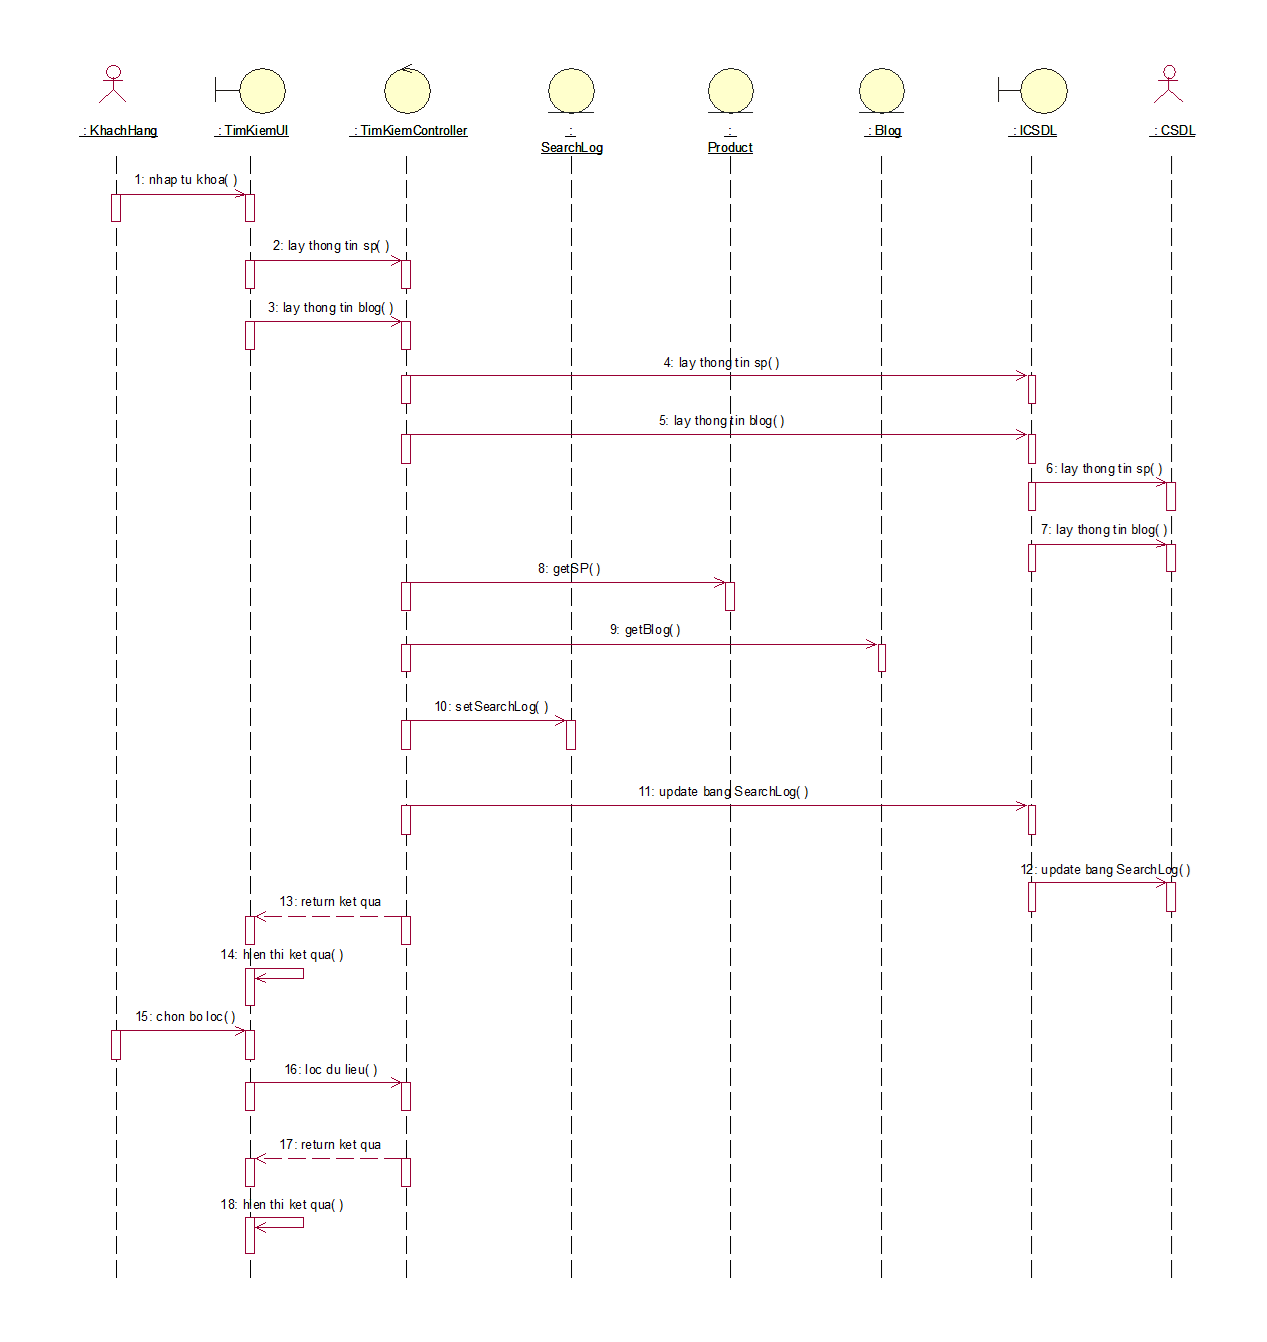 : KhachHang
: TimKiemUI
: TimKiemController
:
SearchLog
:
Product
: Blog
: ICSDL
: CSDL
1: nhap tu khoa( )
2: lay thong tin sp( )
3: lay thong tin blog( )
4: lay thong tin sp( )
5: lay thong tin blog( )
6: lay thong tin sp( )
7: lay thong tin blog( )
8: getSP( )
9: getBlog( )
10: setSearchLog( )
11: update bang SearchLog( )
12: update bang SearchLog( )
13: return ket qua
14: hien thi ket qua( )
15: chon bo loc( )
16: loc du lieu( )
17: return ket qua
18: hien thi ket qua( )